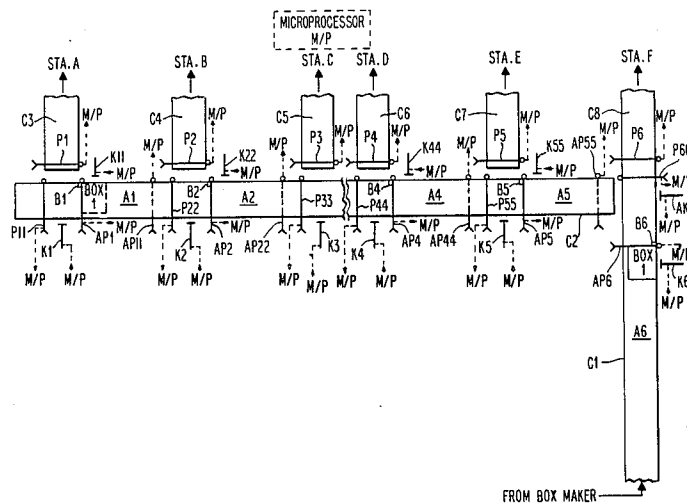 MICROPROCESSOR
M/P
STA.A STA.B STA.C STA.D STA.E STA.F
C3 M/P C4 M/P C5 M/P C6 M/P C7 M/P C8 M/P
P1 K11 P2 K22 P3 P4 K44 P5 K55 AP55 P6
M/P M/P M/P M/P M/P M/P M/P M/P
B1 BOX 1 A1 B2 A2 P33 B4 A4 B5 A5
P22 P44 P55 C2 B6
P11 K1 AP1 AP11 K2 AP2 AP22 K3 K4 AP4 AP44 K5 AP5 AP6 BOX 1
M/P M/P M/P M/P M/P M/P M/P M/P M/P M/P M/P
A6
C1
FROM BOX MAKER